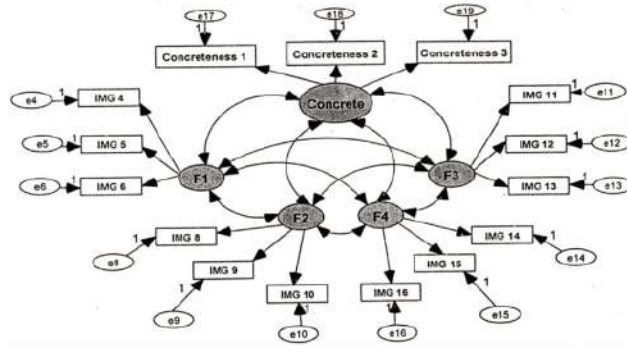 e17
e18
e19
1
1
1
Concreteness 1
Concreteness 2
Concreteness 3
Concrete
e4
1
IMG 4
IMG 11
1
e11
e5
1
IMG 5
IMG 12
1
e12
e6
1
IMG 6
F1
F3
IMG 13
1
e13
F2
F4
e8
1
IMG 8
IMG 14
1
e14
IMG 9
IMG 15
1
1
e9
IMG 10
IMG 16
e15
1
1
e10
e16